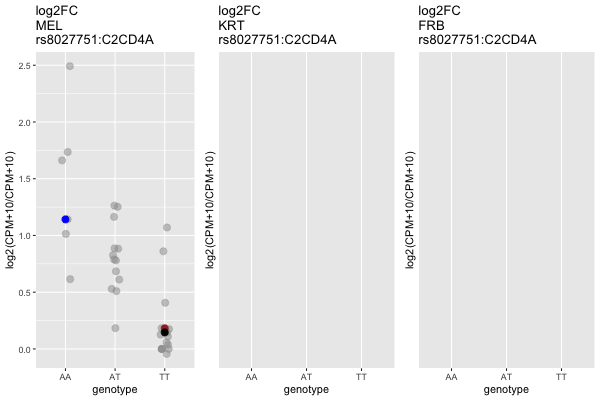 log2FC
MEL
rs8027751:C2CD4A
log2(CPM+10/CPM+10)
2.5
2.0
1.5
1.0
0.5
0.0
AA AT TT
genotype
log2FC
KRT
rs8027751:C2CD4A
log2(CPM+10/CPM+10)
AA AT TT
genotype
log2FC
FRB
rs8027751:C2CD4A
log2(CPM+10/CPM+10)
AA AT TT
genotype